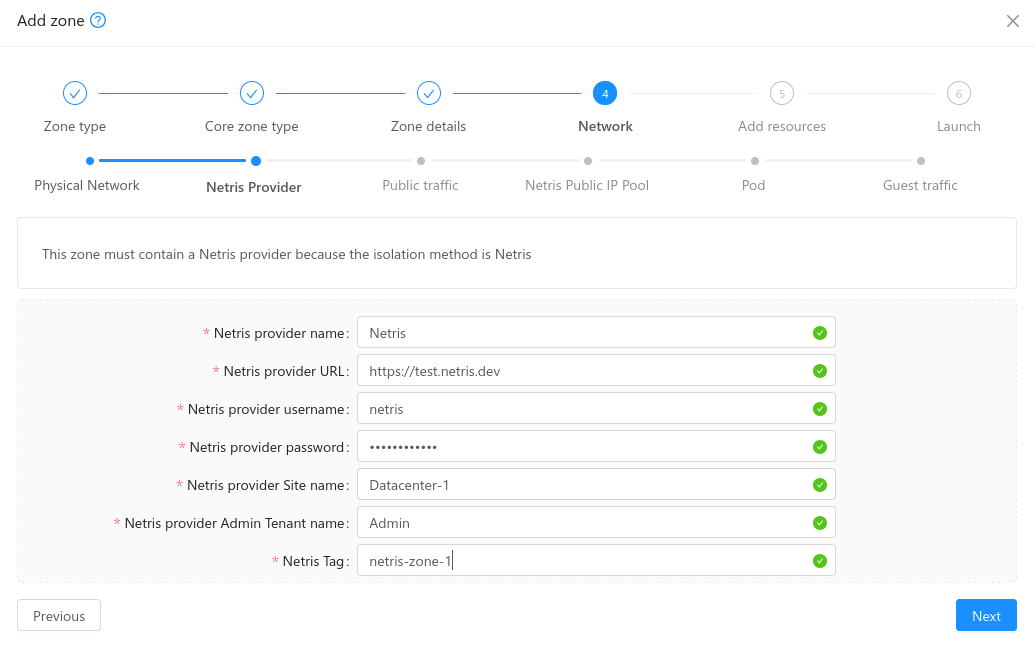 Add zone ?
4 5 6
Zone type Core zone type Zone details Network Add resources Launch
Physical Network Netris Provider Public traffic Netris Public IP Pool Pod Guest traffic
This zone must contain a Netris provider because the isolation method is Netris
* Netris provider name: Netris
* Netris provider URL: https://test.netris.dev
* Netris provider username: netris
* Netris provider password: ••••••••••••
* Netris provider Site name: Datacenter-1
* Netris provider Admin Tenant name: Admin
* Netris Tag: netris-zone-1
Previous Next